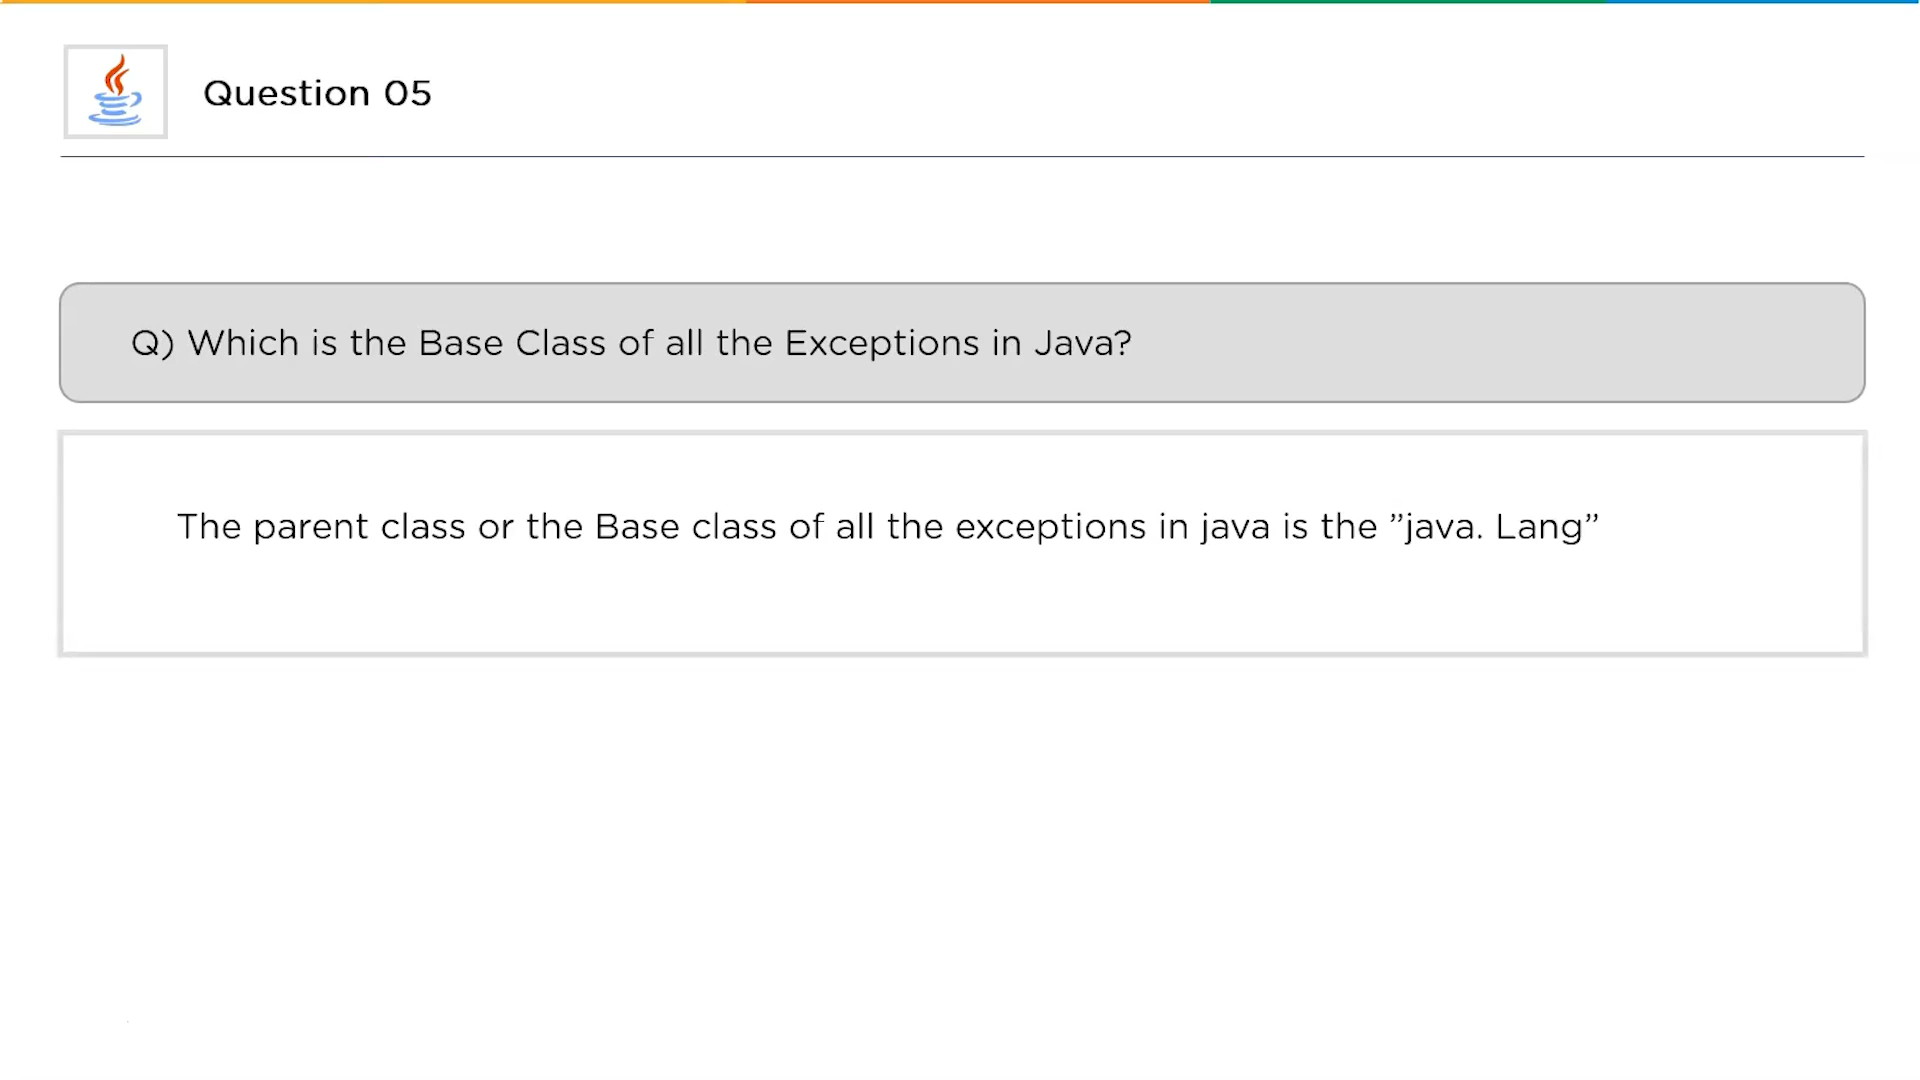 Question 05
Q) Which is the Base Class of all the Exceptions in Java?
The parent class or the Base class of all the exceptions in java is the ”java. Lang”